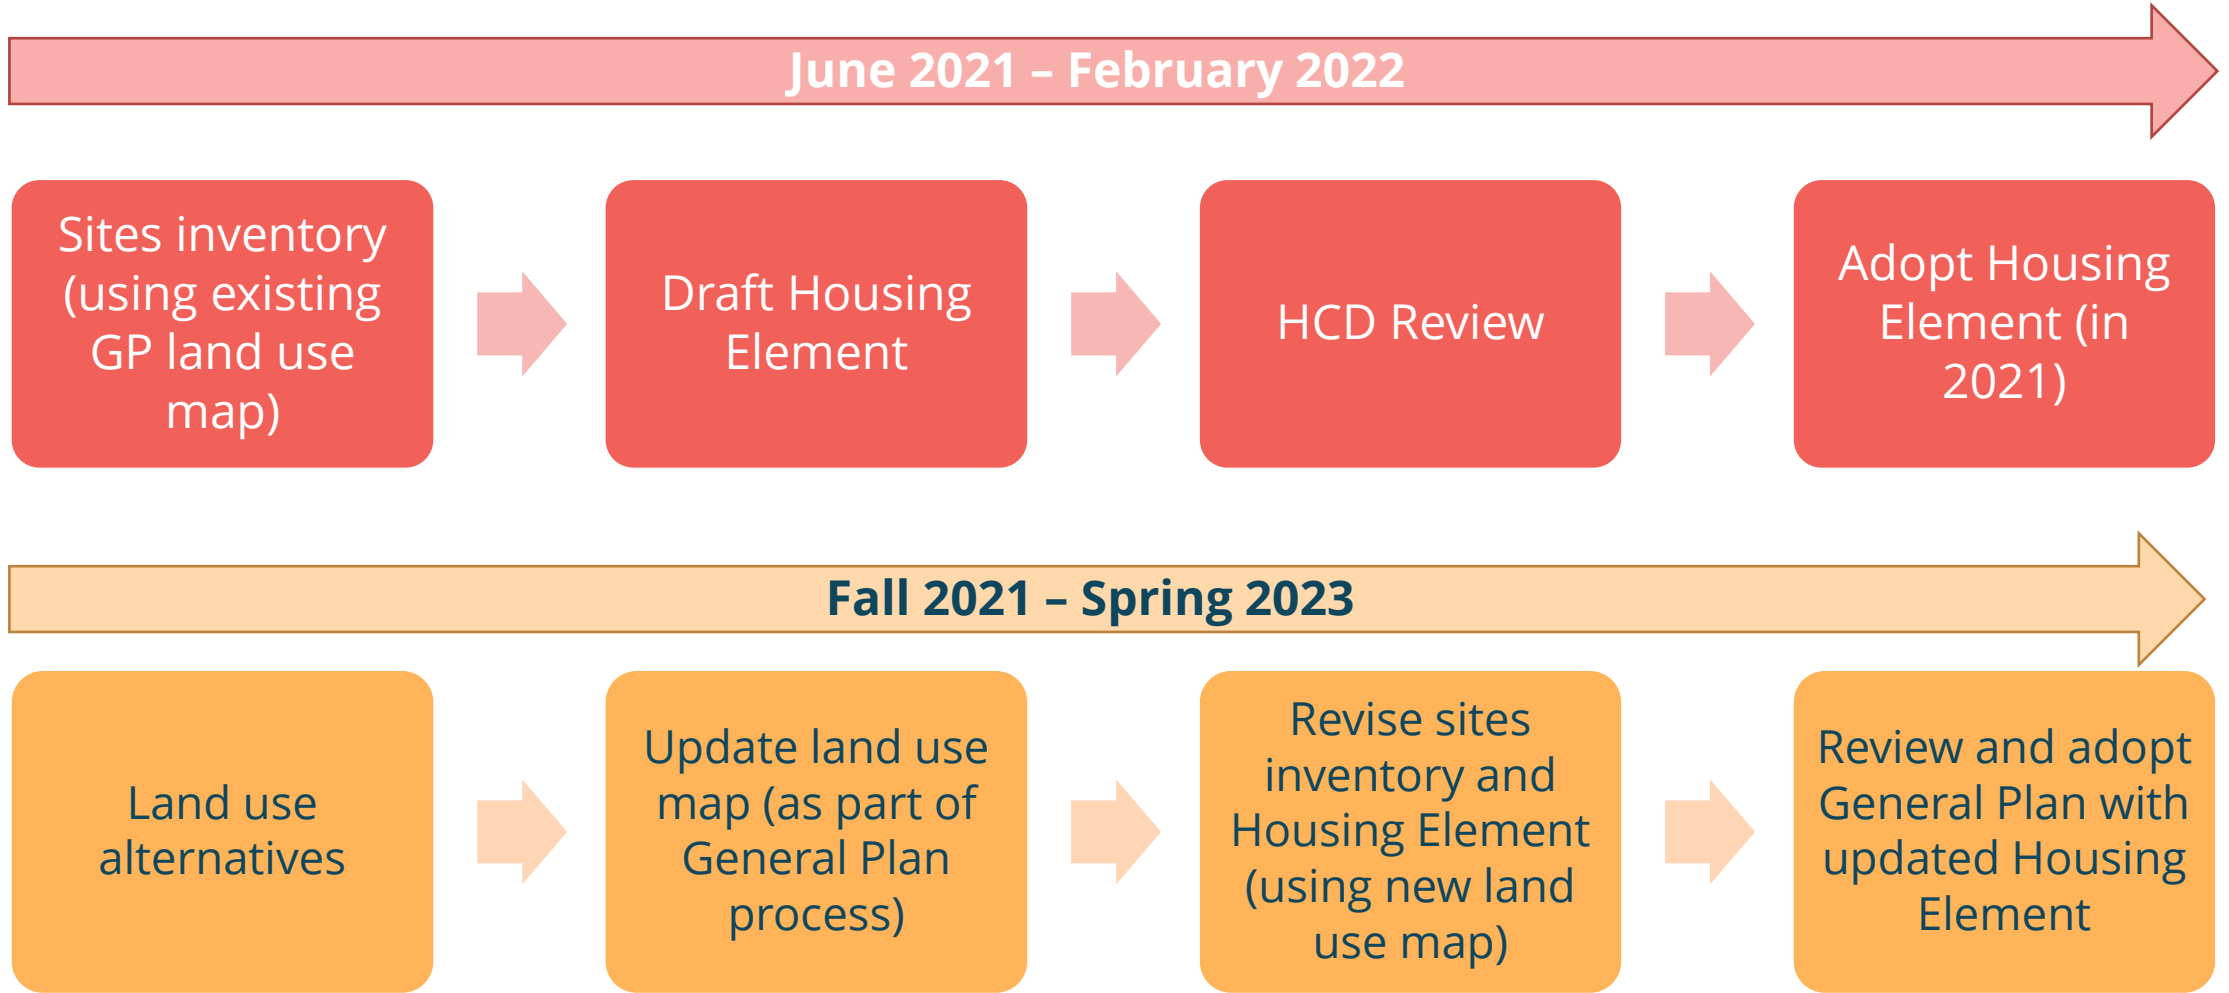 June 2021 – February 2022
Sites inventory
(using existing
GP land use
map)
Draft Housing
Element
HCD Review
Adopt Housing
Element (in
2021)
Fall 2021 – Spring 2023
Land use
alternatives
Update land use
map (as part of
General Plan
process)
Revise sites
inventory and
Housing Element
(using new land
use map)
Review and adopt
General Plan with
updated Housing
Element